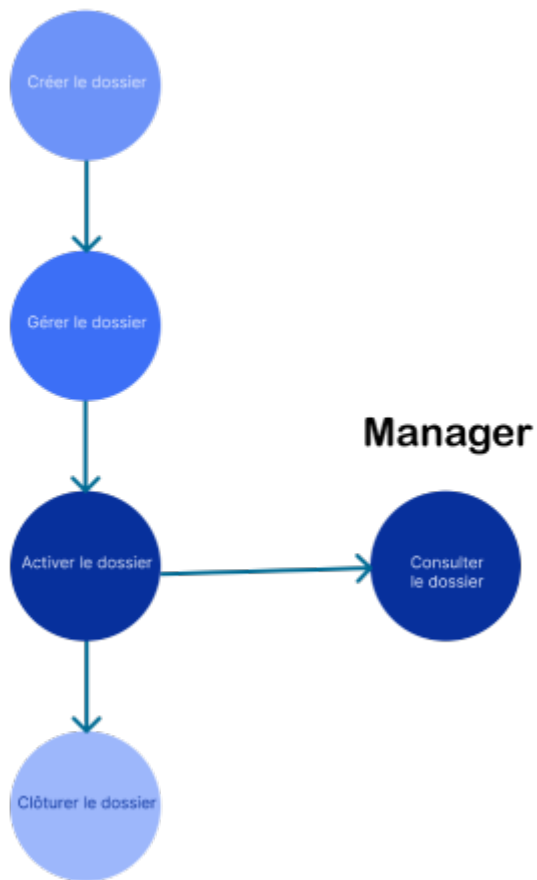 Créer le dossier
Gérer le dossier
Manager
Activer le dossier
Consulter
le dossier
Clôturer le dossier